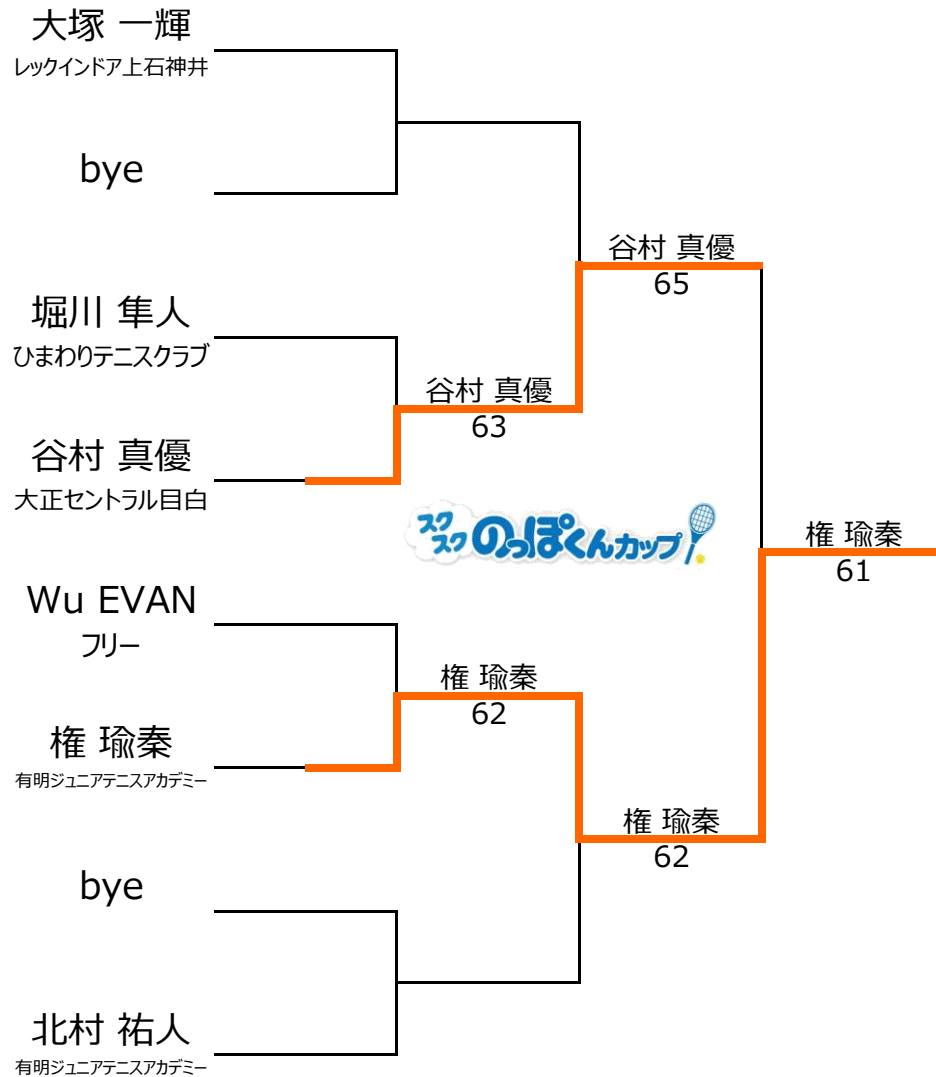 大塚 一輝
レックインドア上石神井
bye
谷村 真優
65
堀川 隼人
ひまわりテニスクラブ
谷村 真優
63
谷村 真優
大正セントラル目白
スク
スク のっぽくんカップ
権 瑜秦
61
Wu EVAN
フリー
権 瑜秦
62
権 瑜秦
有明ジュニアテニスアカデミー
権 瑜秦
62
bye
北村 祐人
有明ジュニアテニスアカデミー